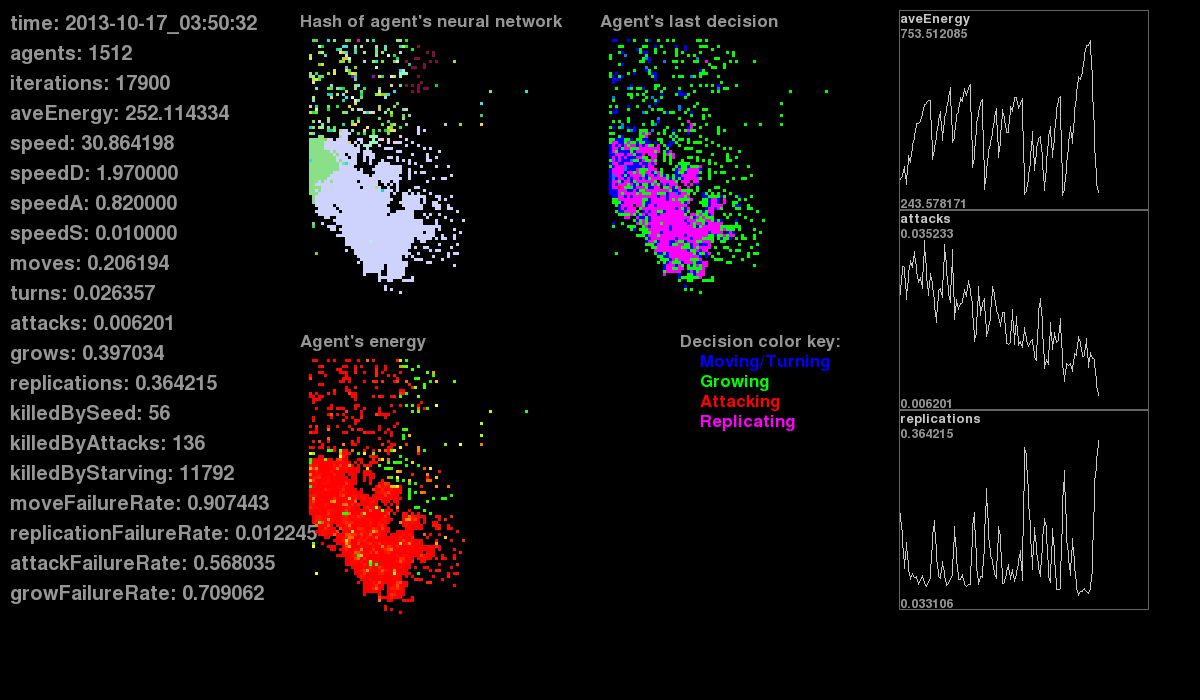 time: 2013-10-17_03:50:32
agents: 1512
iterations: 17900
aveEnergy: 252.114334
speed: 30.864198
speedD: 1.970000
speedA: 0.820000
speedS: 0.010000
moves: 0.206194
turns: 0.026357
attacks: 0.006201
grows: 0.397034
replications: 0.364215
killedBySeed: 56
killedByAttacks: 136
killedByStarving: 11792
moveFailureRate: 0.907443
replicationFailureRate: 0.012245
attackFailureRate: 0.568035
growFailureRate: 0.709062
Hash of agent's neural network
Agent's last decision
Agent's energy
Decision color key:
Moving/Turning
Growing
Attacking
Replicating
aveEnergy
753.512085
243.578171
attacks
0.035233
0.006201
replications
0.364215
0.033106